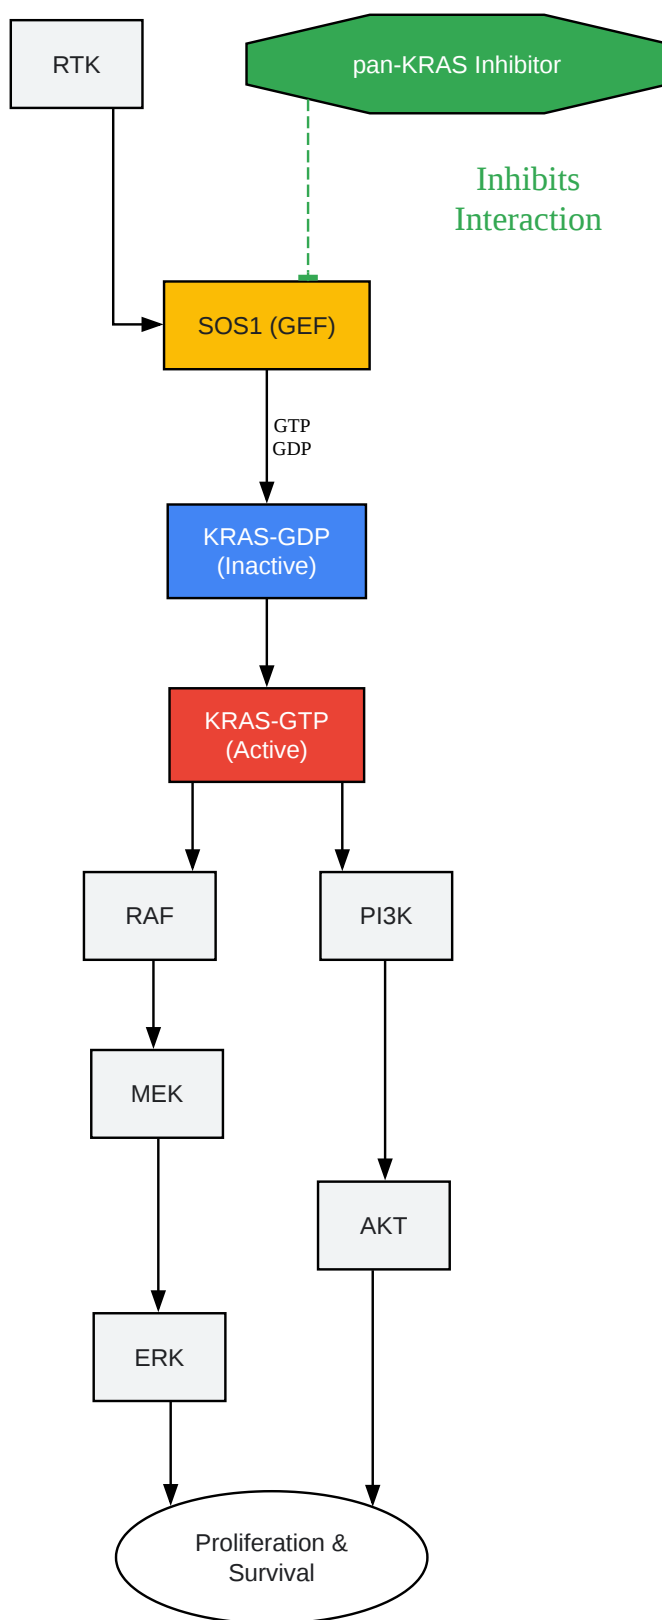 RTK
pan-KRAS Inhibitor
Inhibits
Interaction
SOS1 (GEF)
GTP
GDP
KRAS-GDP
(Inactive)
KRAS-GTP
(Active)
RAF
PI3K
MEK
AKT
ERK
Proliferation &
Survival